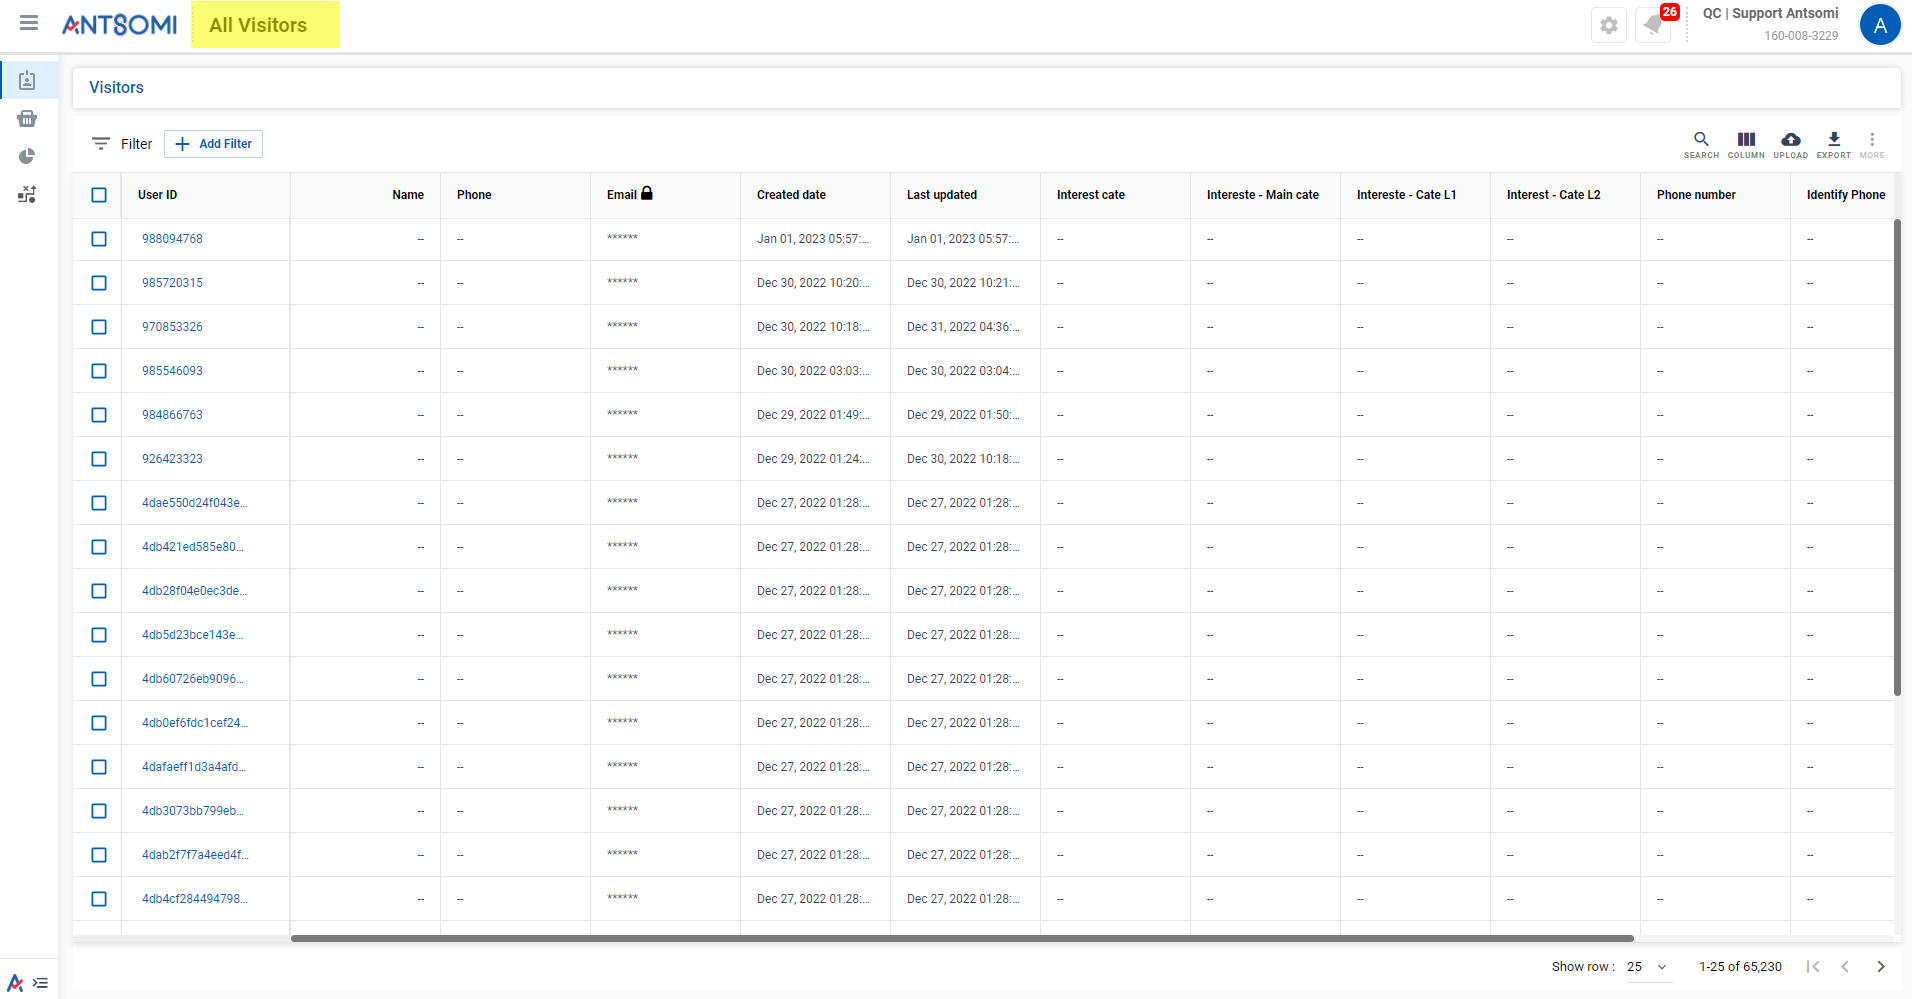 ANTSOMI All Visitors 26 QC | Support Antsomi A
160-008-3229
Visitors
Filter Add Filter SEARCH COLUMN UPLOAD EXPORT MORE
User ID Name Phone Email Created date Last updated Interest cate Intereste - Main cate Intereste - Cate L1 Interest - Cate L2 Phone number Identify Phone
988094768 -- -- ****** Jan 01, 2023 05:57:... Jan 01, 2023 05:57:... -- -- -- -- -- --
985720315 -- -- ****** Dec 30, 2022 10:20:... Dec 30, 2022 10:21:... -- -- -- -- -- --
970853326 -- -- ****** Dec 30, 2022 10:18:... Dec 31, 2022 04:36:... -- -- -- -- -- --
985546093 -- -- ****** Dec 30, 2022 03:03:... Dec 30, 2022 03:04:... -- -- -- -- -- --
984866763 -- -- ****** Dec 29, 2022 01:49:... Dec 29, 2022 01:50:... -- -- -- -- -- --
926423323 -- -- ****** Dec 29, 2022 01:24:... Dec 30, 2022 10:18:... -- -- -- -- -- --
4dae550d24f043e... -- -- ****** Dec 27, 2022 01:28:... Dec 27, 2022 01:28:... -- -- -- -- -- --
4db421ed585e80... -- -- ****** Dec 27, 2022 01:28:... Dec 27, 2022 01:28:... -- -- -- -- -- --
4db28f04e0ec3de... -- -- ****** Dec 27, 2022 01:28:... Dec 27, 2022 01:28:... -- -- -- -- -- --
4db5d23bce143e... -- -- ****** Dec 27, 2022 01:28:... Dec 27, 2022 01:28:... -- -- -- -- -- --
4db60726eb9096... -- -- ****** Dec 27, 2022 01:28:... Dec 27, 2022 01:28:... -- -- -- -- -- --
4db0ef6fdc1cef24... -- -- ****** Dec 27, 2022 01:28:... Dec 27, 2022 01:28:... -- -- -- -- -- --
4dafaeff1d3a4afd... -- -- ****** Dec 27, 2022 01:28:... Dec 27, 2022 01:28:... -- -- -- -- -- --
4db3073bb799eb... -- -- ****** Dec 27, 2022 01:28:... Dec 27, 2022 01:28:... -- -- -- -- -- --
4dab2f7f7a4eed4f... -- -- ****** Dec 27, 2022 01:28:... Dec 27, 2022 01:28:... -- -- -- -- -- --
4db4cf284494798... -- -- ****** Dec 27, 2022 01:28:... Dec 27, 2022 01:28:... -- -- -- -- -- --
Show row : 25 1-25 of 65,230